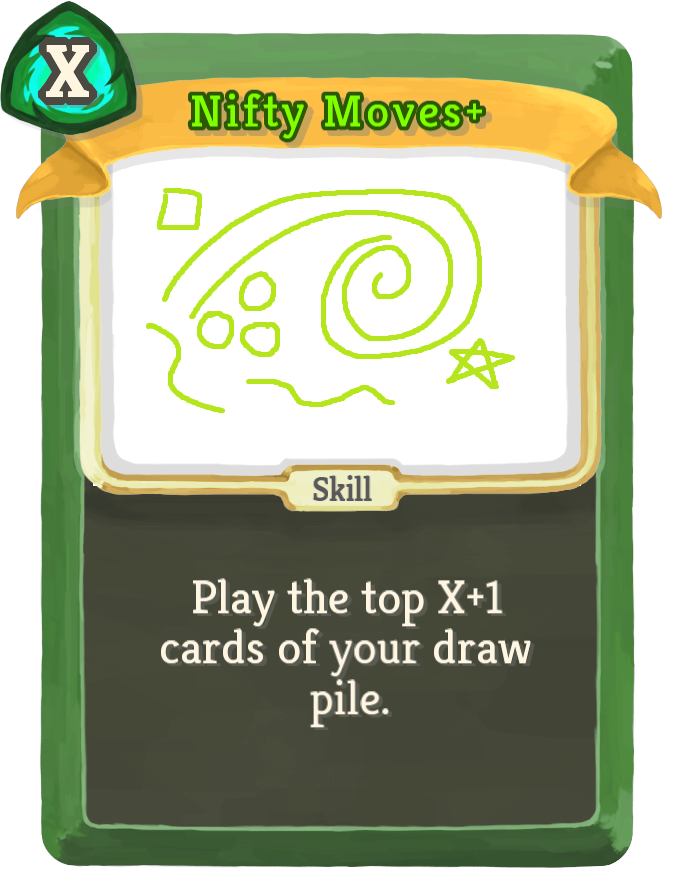 X
Nifty Moves+
Skill
Play the top X+1
cards of your draw
pile.